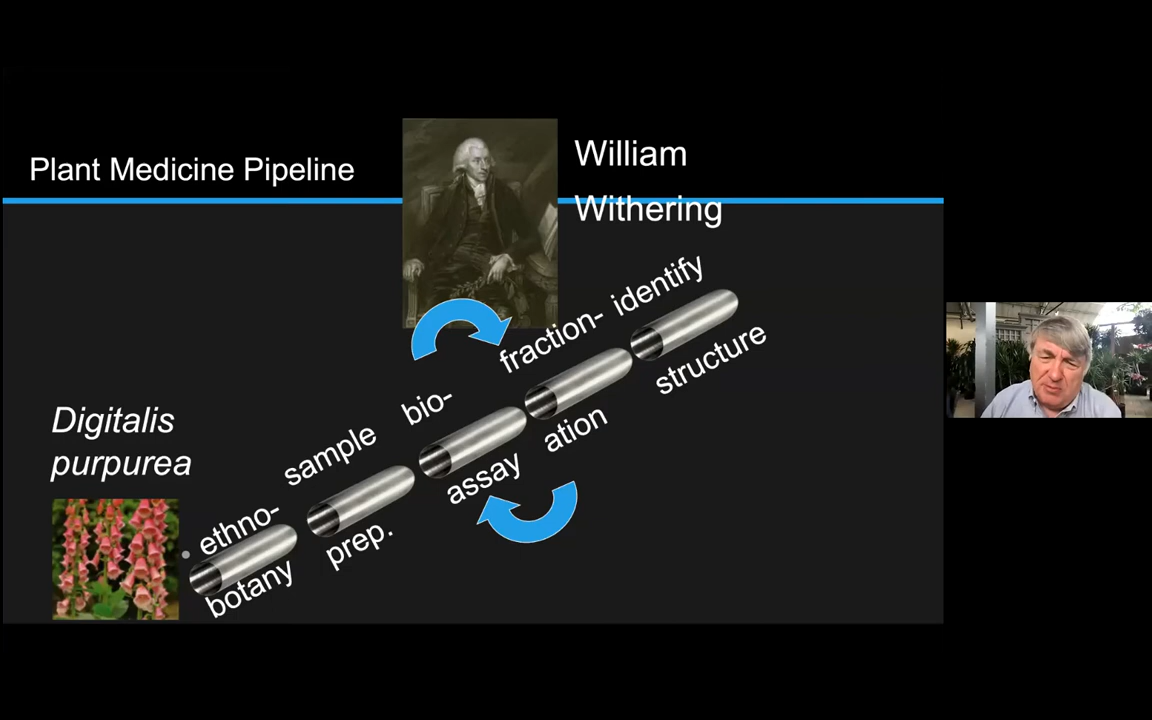 Plant Medicine Pipeline
William
Withering
Digitalis
purpurea
ethno-
botany
sample
prep.
bio-
assay
fraction-
ation
identify
structure